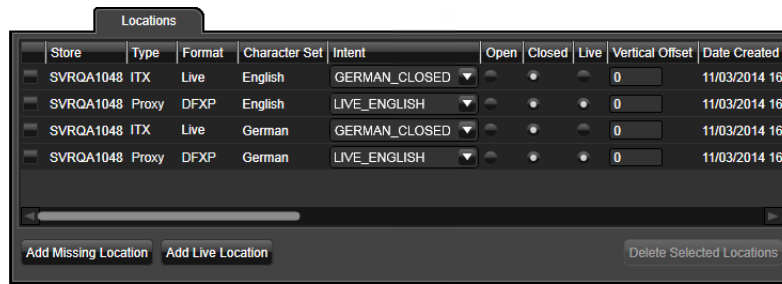 Locations
Store Type Format Character Set Intent Open Closed Live Vertical Offset Date Created
SVRQA1048 ITX Live English GERMAN_CLOSED 0 11/03/2014 16
SVRQA1048 Proxy DFXP English LIVE_ENGLISH 0 11/03/2014 16
SVRQA1048 ITX Live German GERMAN_CLOSED 0 11/03/2014 16
SVRQA1048 Proxy DFXP German LIVE_ENGLISH 0 11/03/2014 16
Add Missing Location Add Live Location Delete Selected Locations